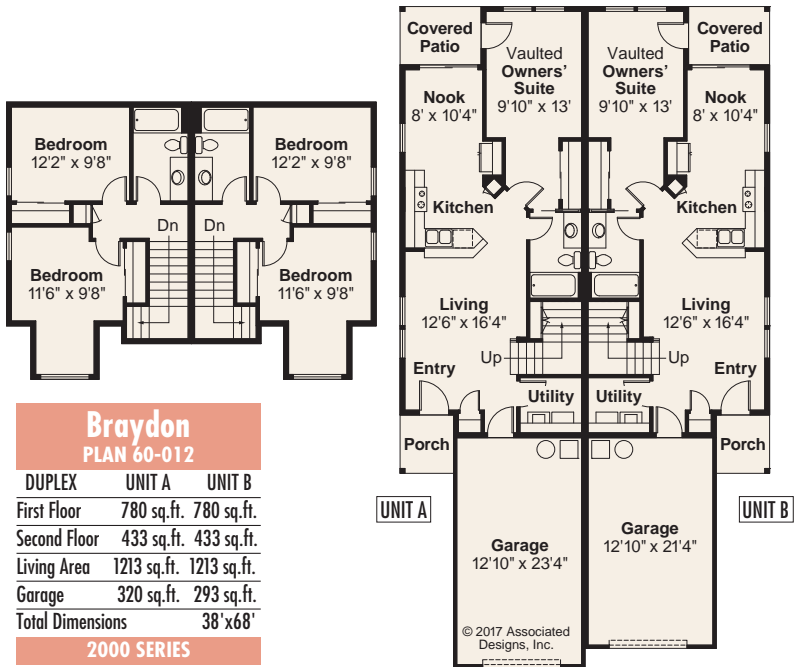 Covered
Patio
Vaulted
Owners'
Suite
9'10" x 13'
Vaulted
Owners'
Suite
9'10" x 13'
Covered
Patio
Nook
8' x 10'4"
Nook
8' x 10'4"
Bedroom
12'2" x 9'8"
Bedroom
12'2" x 9'8"
Kitchen
Kitchen
Dn
Dn
Bedroom
11'6" x 9'8"
Bedroom
11'6" x 9'8"
Living
12'6" x 16'4"
Living
12'6" x 16'4"
Up
Up
Entry
Entry
Utility
Utility
Porch
Porch
UNIT A
UNIT B
Garage
12'10" x 23'4"
Garage
12'10" x 21'4"
© 2017 Associated
Designs, Inc.
Braydon
PLAN 60-012
DUPLEX UNIT A UNIT B
First Floor 780 sq.ft. 780 sq.ft.
Second Floor 433 sq.ft. 433 sq.ft.
Living Area 1213 sq.ft. 1213 sq.ft.
Garage 320 sq.ft. 293 sq.ft.
Total Dimensions 38'x68'
2000 SERIES